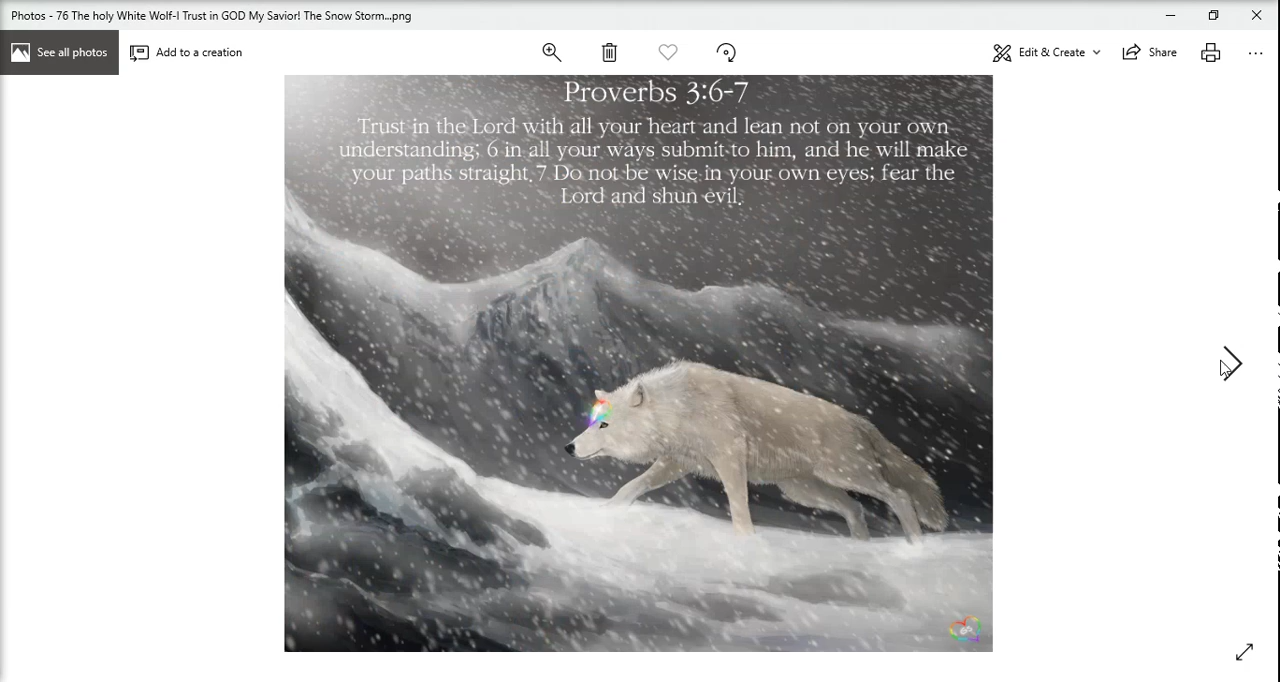 Photos - 76 The holy White Wolf-I Trust in GOD My Savior! The Snow Storm...png
See all photos
Add to a creation
Edit & Create
Share
Proverbs 3:6-7
Trust in the Lord with all your heart and lean not on your own
understanding; 6 in all your ways submit to him, and he will make
your paths straight. 7 Do not be wise in your own eyes; fear the
Lord and shun evil.